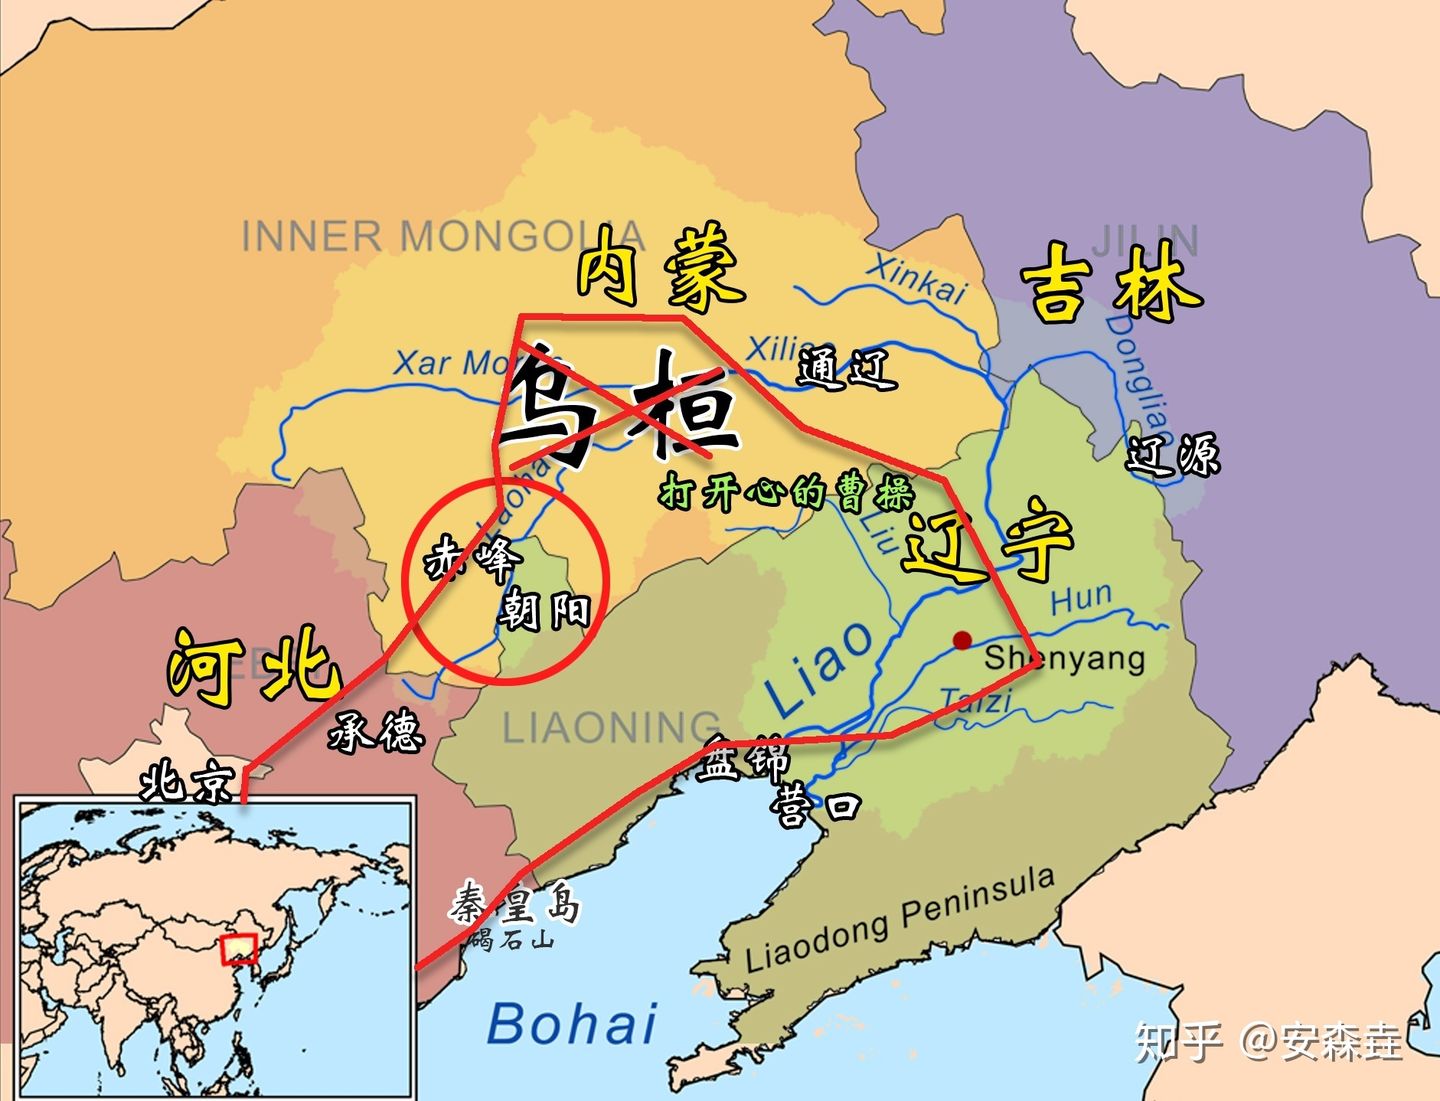 INNER MONGOLIA
内蒙
JILIN
吉林
Xinkai
Dongliao
Xar Mor
Xilia
通辽
乌桓
辽源
Laoha
打开心的曹操
Liu
辽宁
赤峰
朝阳
Hun
Liao
Shenyang
河北
Taizi
承德
LIAONING
盘锦
北京
营口
秦皇岛
碣石山
Liaodong Peninsula
Bohai
知乎 @安森垚